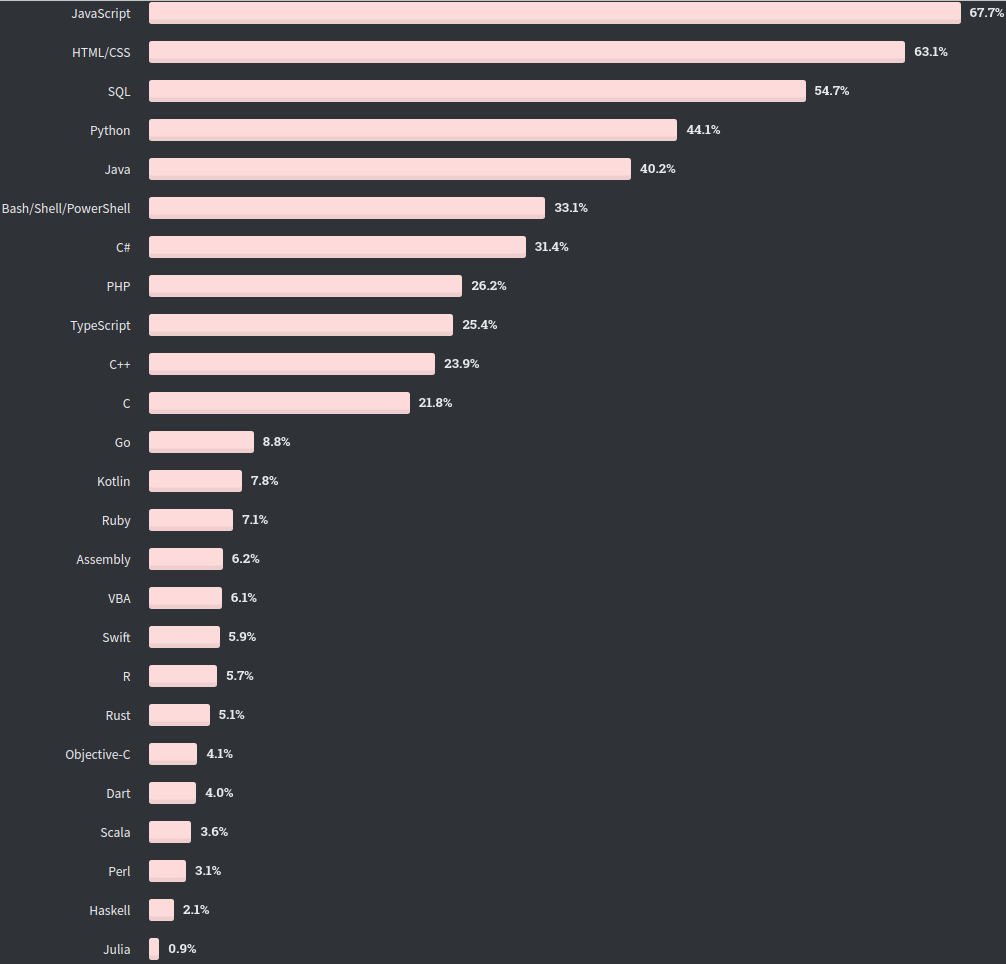 JavaScript 67.7%
HTML/CSS 63.1%
SQL 54.7%
Python 44.1%
Java 40.2%
Bash/Shell/PowerShell 33.1%
C# 31.4%
PHP 26.2%
TypeScript 25.4%
C++ 23.9%
C 21.8%
Go 8.8%
Kotlin 7.8%
Ruby 7.1%
Assembly 6.2%
VBA 6.1%
Swift 5.9%
R 5.7%
Rust 5.1%
Objective-C 4.1%
Dart 4.0%
Scala 3.6%
Perl 3.1%
Haskell 2.1%
Julia 0.9%